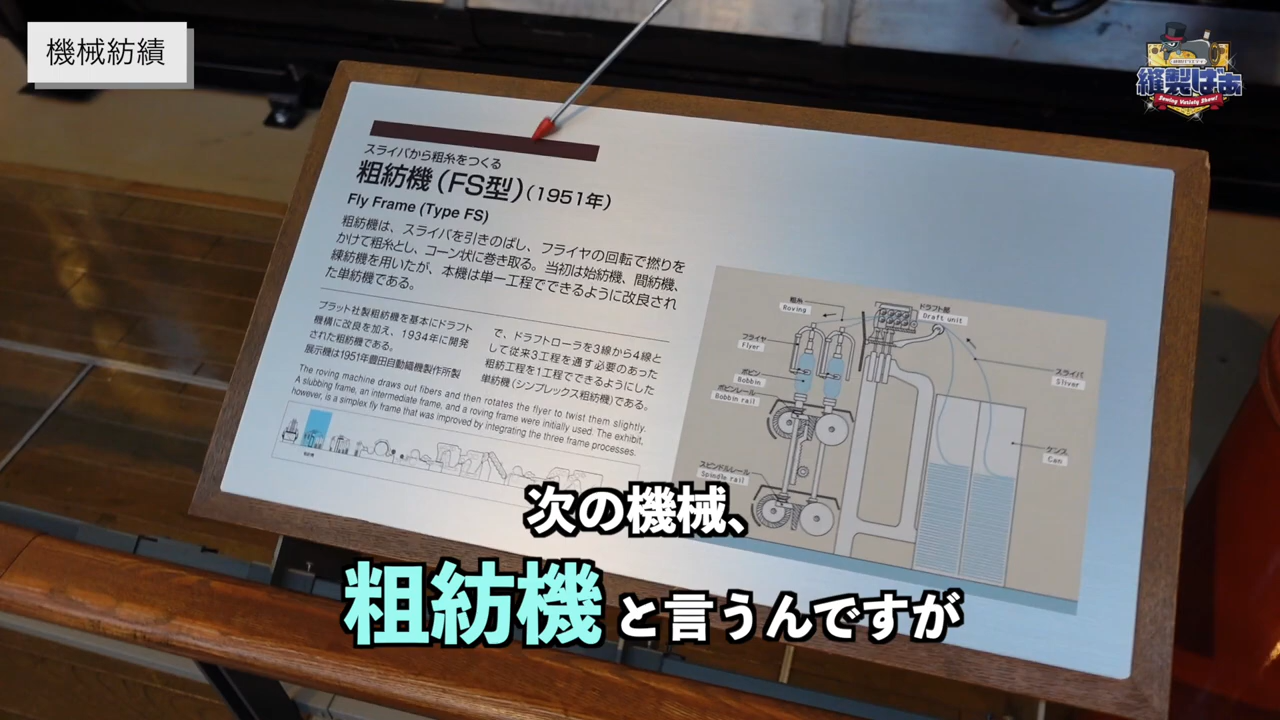 機械紡績
縫製ばぁ
Sewing Variety Show!
スライバから粗糸をつくる
粗紡機(FS型)(1951年)
Fly Frame (Type FS)
粗紡機は、スライバを引きのばし、フライヤの回転で撚りを
かけて粗糸とし、コーン状に巻き取る。当初は始紡機、間紡機、
練紡機を用いたが、本機は単一工程でできるように改良され
た単紡機である。
プラット社製粗紡機を基本にドラフト
機構に改良を加え、1934年に開発
された粗紡機である。
展示機は1951年豊田自動織機製作所製
で、ドラフトローラを3線から4線と
して従来3工程を通す必要のあった
粗紡工程を1工程でできるようにした
単紡機(シンプレックス粗紡機)である。
The roving machine draws out fibers and then rotates the flyer to twist them slightly.
A slubbing frame, an intermediate frame, and a roving frame were initially used. The exhibit,
however, is a simplex fly frame that was improved by integrating the three frame processes.
粗紡機
粗糸
Roving
ドラフト部
Draft unit
フライヤ
Flyer
ボビン
Bobbin
ボビンレール
Bobbin rail
スライバ
Sliver
ケンス
Can
スピンドルレール
Spindle rail
次の機械、
粗紡機と言うんですが